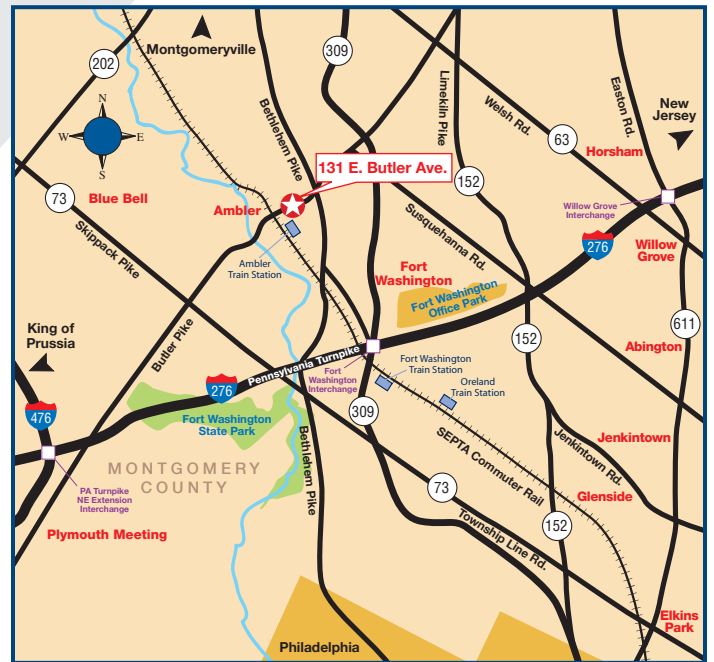 Montgomeryville
309
202
N
W
E
S
Bethlehem Pike
Limekiln Pike
Welsh Rd.
Easton Rd.
New
Jersey
63
Horsham
131 E. Butler Ave.
152
73
Blue Bell
Ambler
Willow Grove
Interchange
Skippack Pike
Susquehanna Rd.
276
Willow
Grove
Ambler
Train Station
Fort
Washington
Fort Washington
Office Park
King of
Prussia
Butler Pike
611
152
Abington
Pennsylvania Turnpike
Fort
Washington
Interchange
Fort Washington
Train Station
Oreland
Train Station
476
276
Fort Washington
State Park
309
Bethlehem Pike
SEPTA Commuter Rail
Jenkintown Rd.
Jenkintown
MONTGOMERY
COUNTY
PA Turnpike
NE Extension
Interchange
73
Glenside
Township Line Rd.
152
Plymouth Meeting
Elkins
Park
Philadelphia